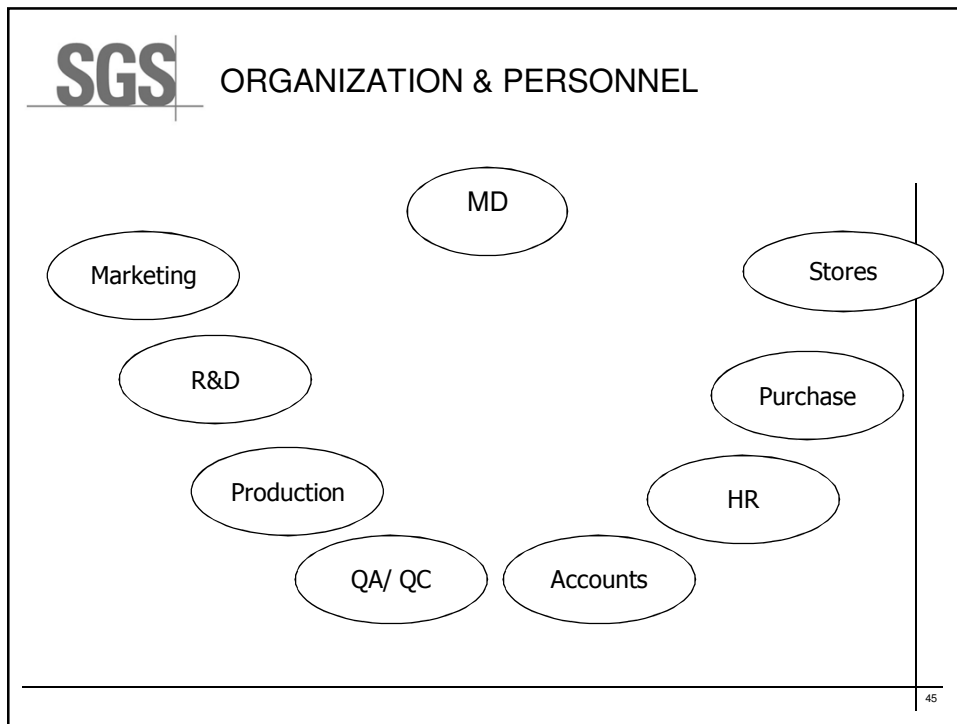 SGS
ORGANIZATION & PERSONNEL
MD
Marketing
Stores
R&D
Purchase
Production
HR
QA/ QC
Accounts
45